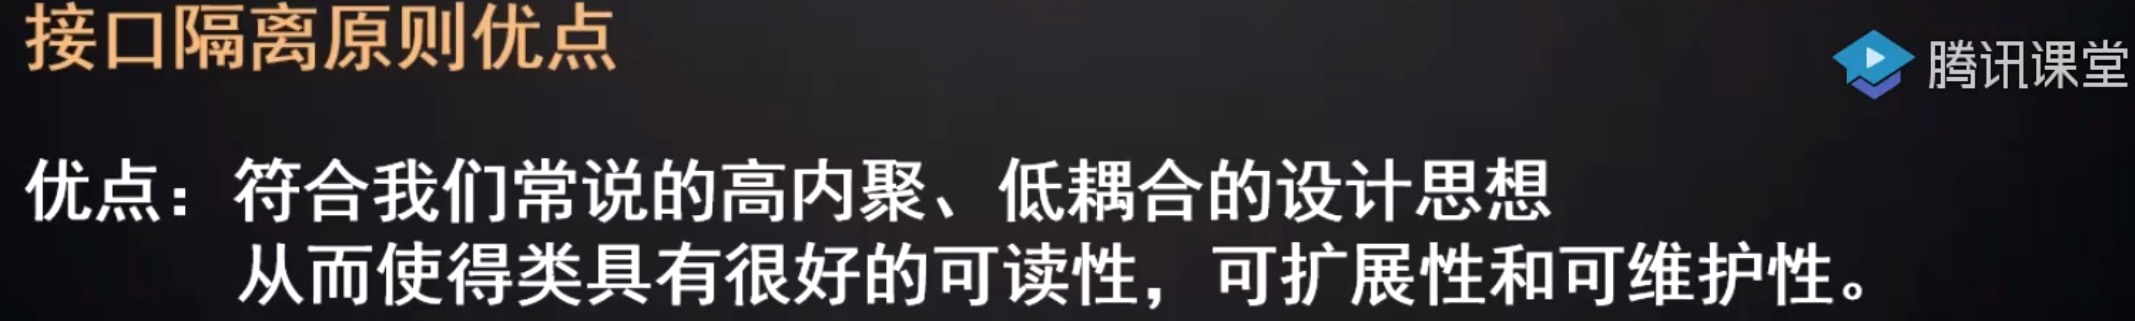 接口隔离原则优点
腾讯课堂
优点：符合我们常说的高内聚、低耦合的设计思想
从而使得类具有很好的可读性，可扩展性和可维护性。